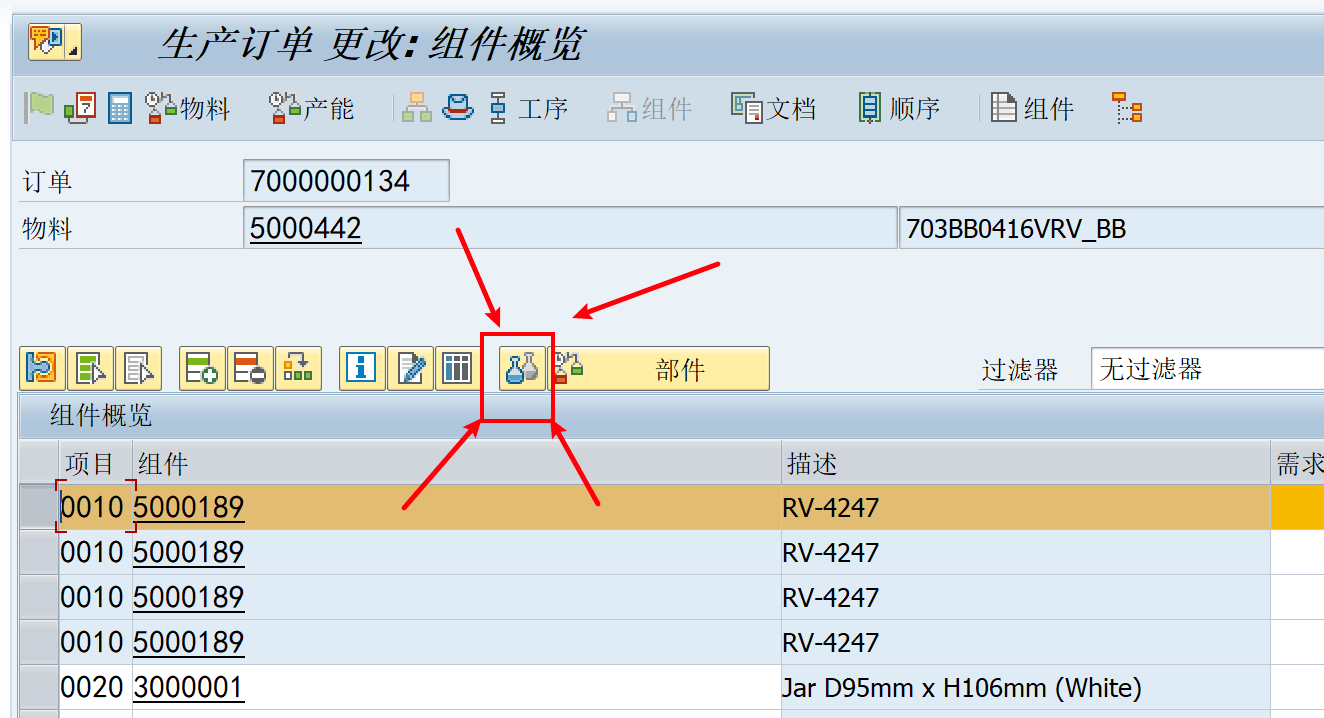 生产订单 更改: 组件概览
7 物料 产能 工序 组件 文档 顺序 组件
订单 7000000134
物料 5000442 703BB0416VRV_BB
部件 过滤器 无过滤器
组件概览
项目 组件 描述 需求
0010 5000189 RV-4247
0010 5000189 RV-4247
0010 5000189 RV-4247
0010 5000189 RV-4247
0020 3000001 Jar D95mm x H106mm (White)